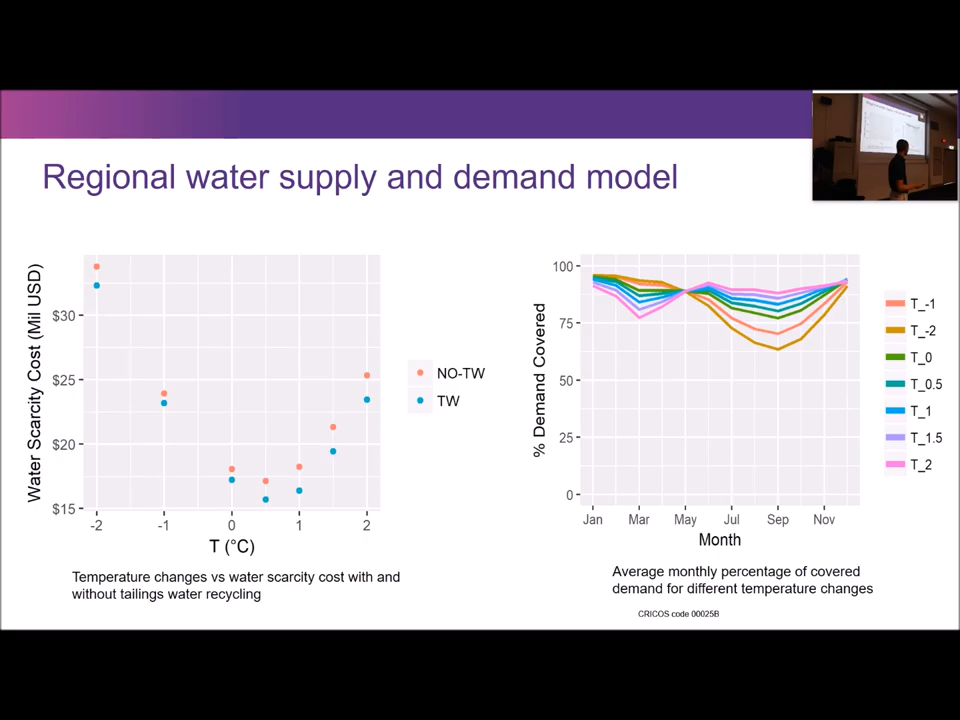 Regional water supply and demand model
Water Scarcity Cost (Mil USD)
$30
$25
$20
$15
-2
-1
0
1
2
T (°C)
NO-TW
TW
Temperature changes vs water scarcity cost with and
without tailings water recycling
% Demand Covered
100
75
50
25
0
Jan
Mar
May
Jul
Sep
Nov
Month
T_-1
T_-2
T_0
T_0.5
T_1
T_1.5
T_2
Average monthly percentage of covered
demand for different temperature changes
CRICOS code 00025B